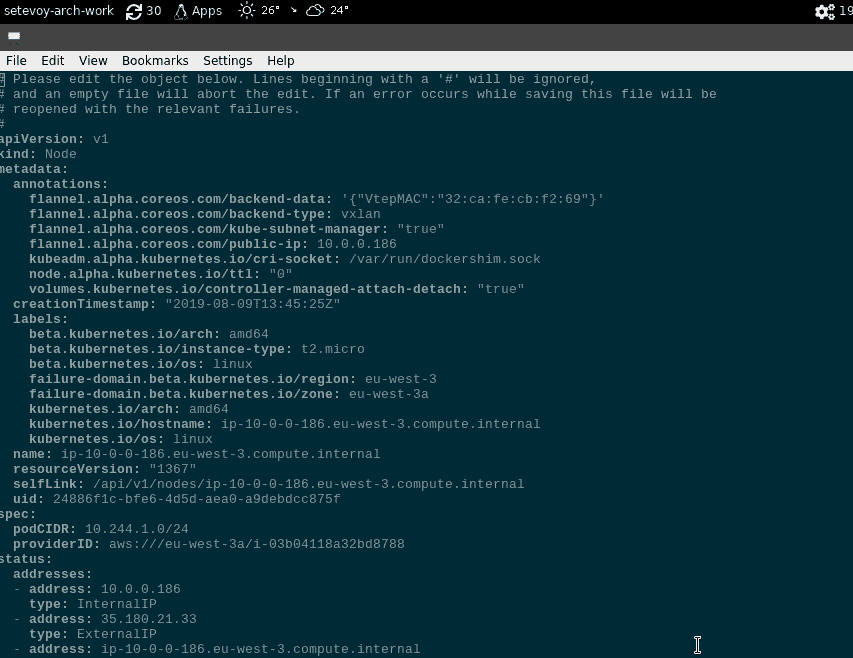 setevoy-arch-work 30 Apps 26° ↘ 24° 19
File Edit View Bookmarks Settings Help
# Please edit the object below. Lines beginning with a '#' will be ignored,
# and an empty file will abort the edit. If an error occurs while saving this file will be
# reopened with the relevant failures.
#
apiVersion: v1
kind: Node
metadata:
  annotations:
    flannel.alpha.coreos.com/backend-data: '{"VtepMAC":"32:ca:fe:cb:f2:69"}'
    flannel.alpha.coreos.com/backend-type: vxlan
    flannel.alpha.coreos.com/kube-subnet-manager: "true"
    flannel.alpha.coreos.com/public-ip: 10.0.0.186
    kubeadm.alpha.kubernetes.io/cri-socket: /var/run/dockershim.sock
    node.alpha.kubernetes.io/ttl: "0"
    volumes.kubernetes.io/controller-managed-attach-detach: "true"
  creationTimestamp: "2019-08-09T13:45:25Z"
  labels:
    beta.kubernetes.io/arch: amd64
    beta.kubernetes.io/instance-type: t2.micro
    beta.kubernetes.io/os: linux
    failure-domain.beta.kubernetes.io/region: eu-west-3
    failure-domain.beta.kubernetes.io/zone: eu-west-3a
    kubernetes.io/arch: amd64
    kubernetes.io/hostname: ip-10-0-0-186.eu-west-3.compute.internal
    kubernetes.io/os: linux
  name: ip-10-0-0-186.eu-west-3.compute.internal
  resourceVersion: "1367"
  selfLink: /api/v1/nodes/ip-10-0-0-186.eu-west-3.compute.internal
  uid: 24886f1c-bfe6-4d5d-aea0-a9debdcc875f
spec:
  podCIDR: 10.244.1.0/24
  providerID: aws:///eu-west-3a/i-03b04118a32bd8788
status:
  addresses:
  - address: 10.0.0.186
    type: InternalIP
  - address: 35.180.21.33
    type: ExternalIP
  - address: ip-10-0-0-186.eu-west-3.compute.internal